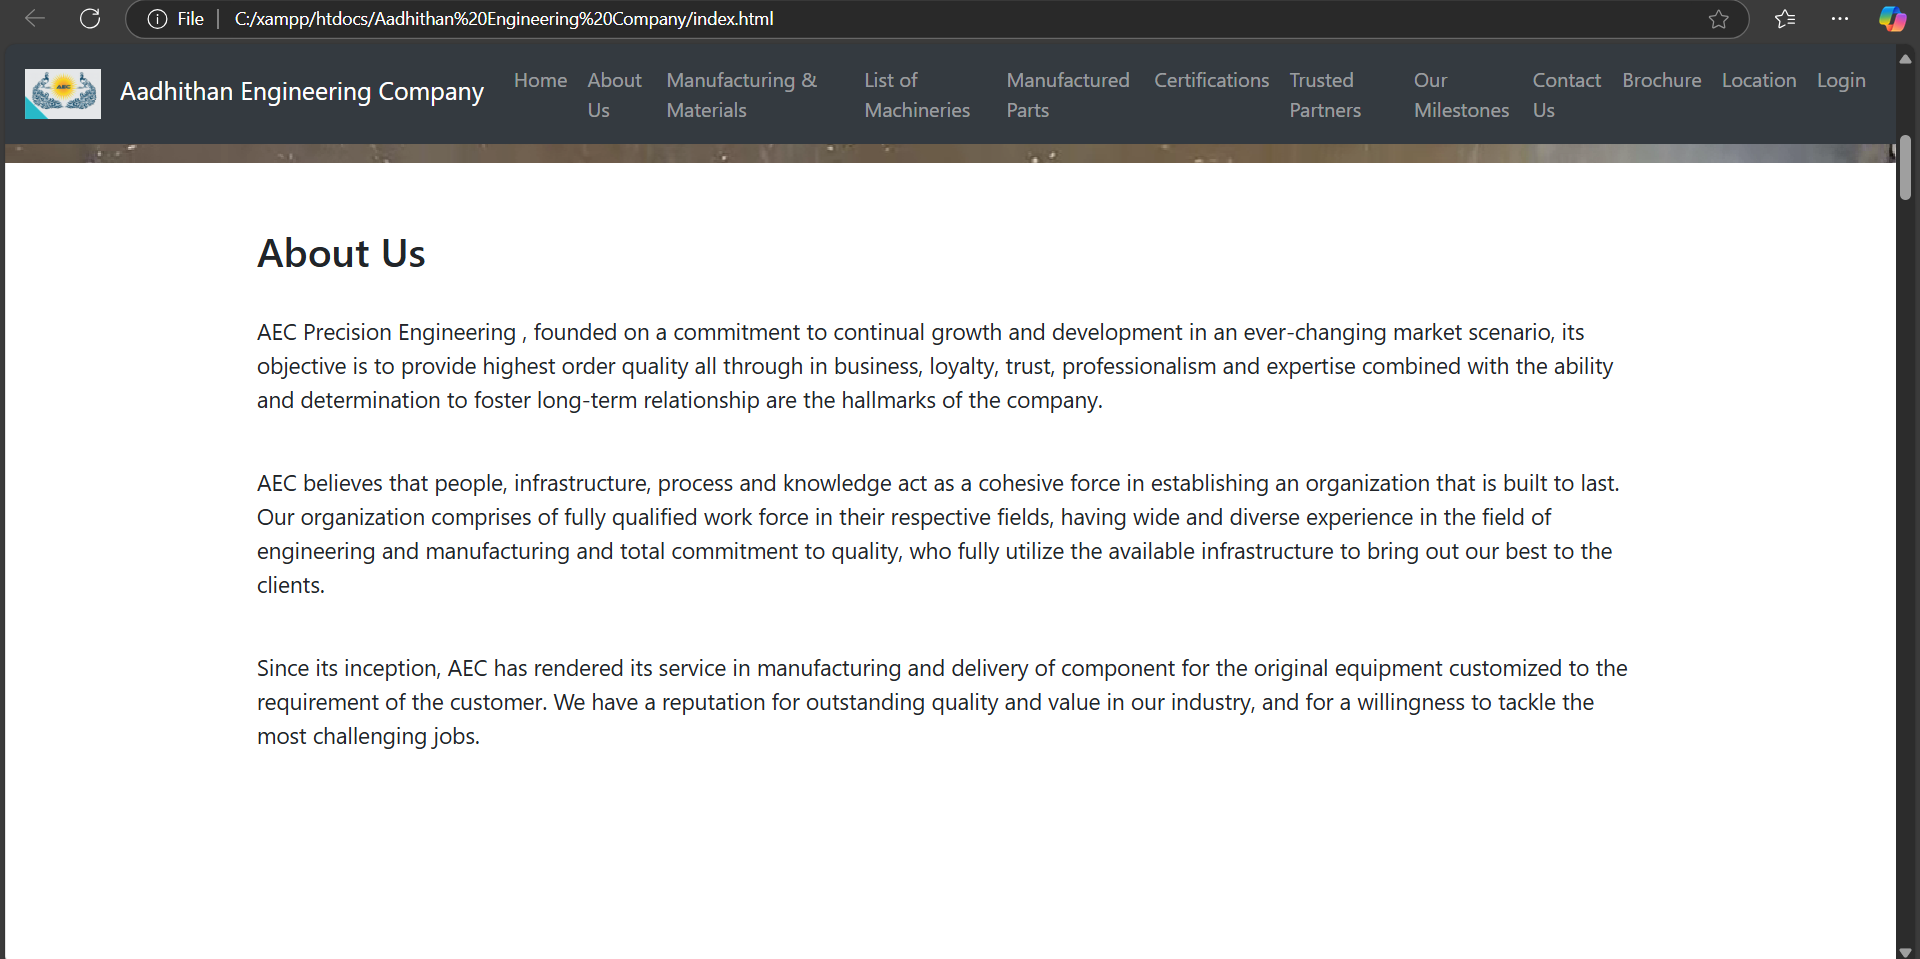 File
C:/xampp/htdocs/Aadhithan%20Engineering%20Company/index.html
AEC
Aadhithan Engineering Company
Home
About
Us
Manufacturing &
Materials
List of
Machineries
Manufactured
Parts
Certifications
Trusted
Partners
Our
Milestones
Contact
Us
Brochure
Location
Login
About Us
AEC Precision Engineering , founded on a commitment to continual growth and development in an ever-changing market scenario, its
objective is to provide highest order quality all through in business, loyalty, trust, professionalism and expertise combined with the ability
and determination to foster long-term relationship are the hallmarks of the company.
AEC believes that people, infrastructure, process and knowledge act as a cohesive force in establishing an organization that is built to last.
Our organization comprises of fully qualified work force in their respective fields, having wide and diverse experience in the field of
engineering and manufacturing and total commitment to quality, who fully utilize the available infrastructure to bring out our best to the
clients.
Since its inception, AEC has rendered its service in manufacturing and delivery of component for the original equipment customized to the
requirement of the customer. We have a reputation for outstanding quality and value in our industry, and for a willingness to tackle the
most challenging jobs.